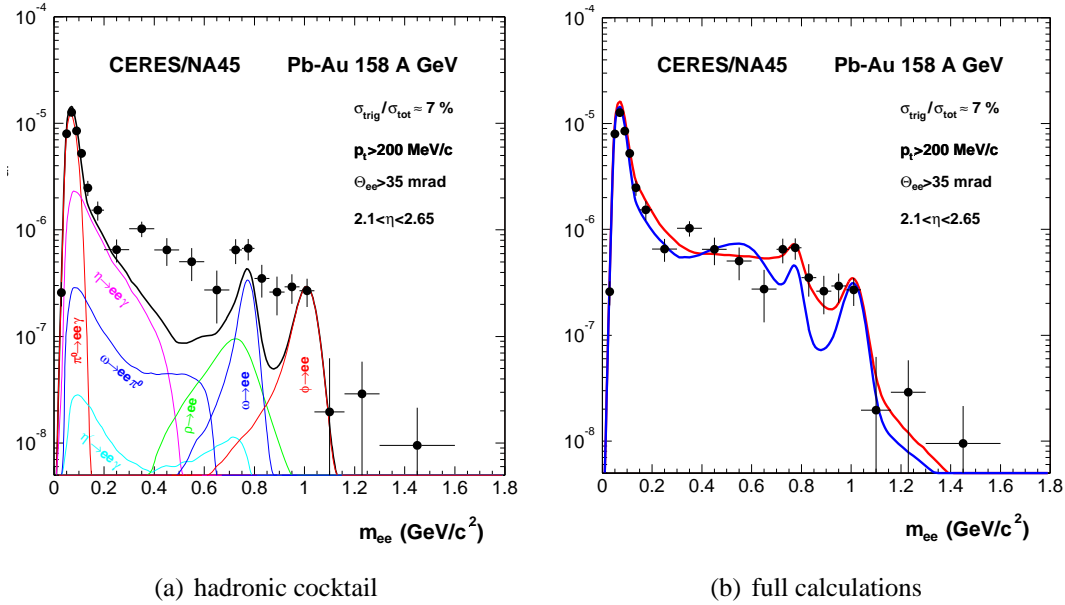 10⁻⁴
10⁻⁵
10⁻⁶
10⁻⁷
10⁻⁸
CERES/NA45 Pb-Au 158 A GeV
σtrig/σtot ≈ 7 %
pt>200 MeV/c
Θee>35 mrad
2.1<η<2.65
η→eeγ
π⁰→eeγ
ω→eeπ⁰
η'→eeγ
ρ→ee
ω→ee
φ→ee
0 0.2 0.4 0.6 0.8 1 1.2 1.4 1.6 1.8
mee (GeV/c²)
(a) hadronic cocktail
10⁻⁴
10⁻⁵
10⁻⁶
10⁻⁷
10⁻⁸
CERES/NA45 Pb-Au 158 A GeV
σtrig/σtot ≈ 7 %
pt>200 MeV/c
Θee>35 mrad
2.1<η<2.65
0 0.2 0.4 0.6 0.8 1 1.2 1.4 1.6 1.8
mee (GeV/c²)
(b) full calculations